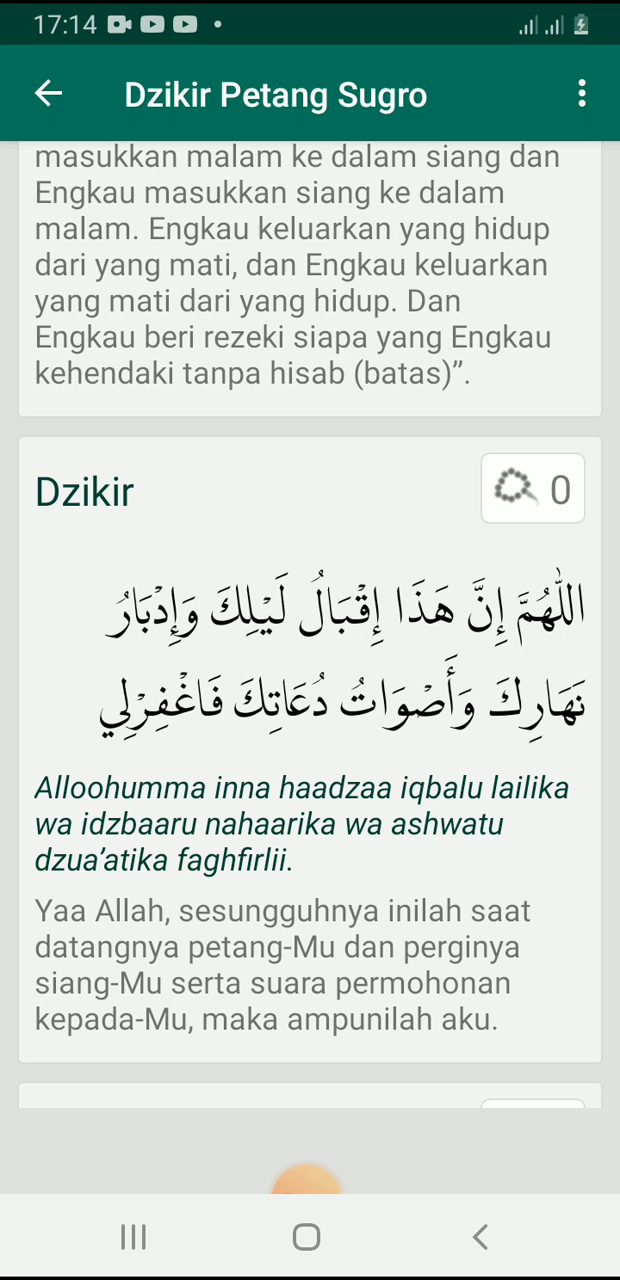 17:14
Dzikir Petang Sugro
masukkan malam ke dalam siang dan
Engkau masukkan siang ke dalam
malam. Engkau keluarkan yang hidup
dari yang mati, dan Engkau keluarkan
yang mati dari yang hidup. Dan
Engkau beri rezeki siapa yang Engkau
kehendaki tanpa hisab (batas)”.
Dzikir
0
اللّٰهُمَّ إِنَّ هَذَا إِقْبَالُ لَيْلِكَ وَإِدْبَارُ
نَهَارِكَ وَأَصْوَاتُ دُعَاتِكَ فَاغْفِرْلِي
Alloohumma inna haadzaa iqbalu lailika
wa idzbaaru nahaarika wa ashwatu
dzua’atika faghfirlii.
Yaa Allah, sesungguhnya inilah saat
datangnya petang-Mu dan perginya
siang-Mu serta suara permohonan
kepada-Mu, maka ampunilah aku.